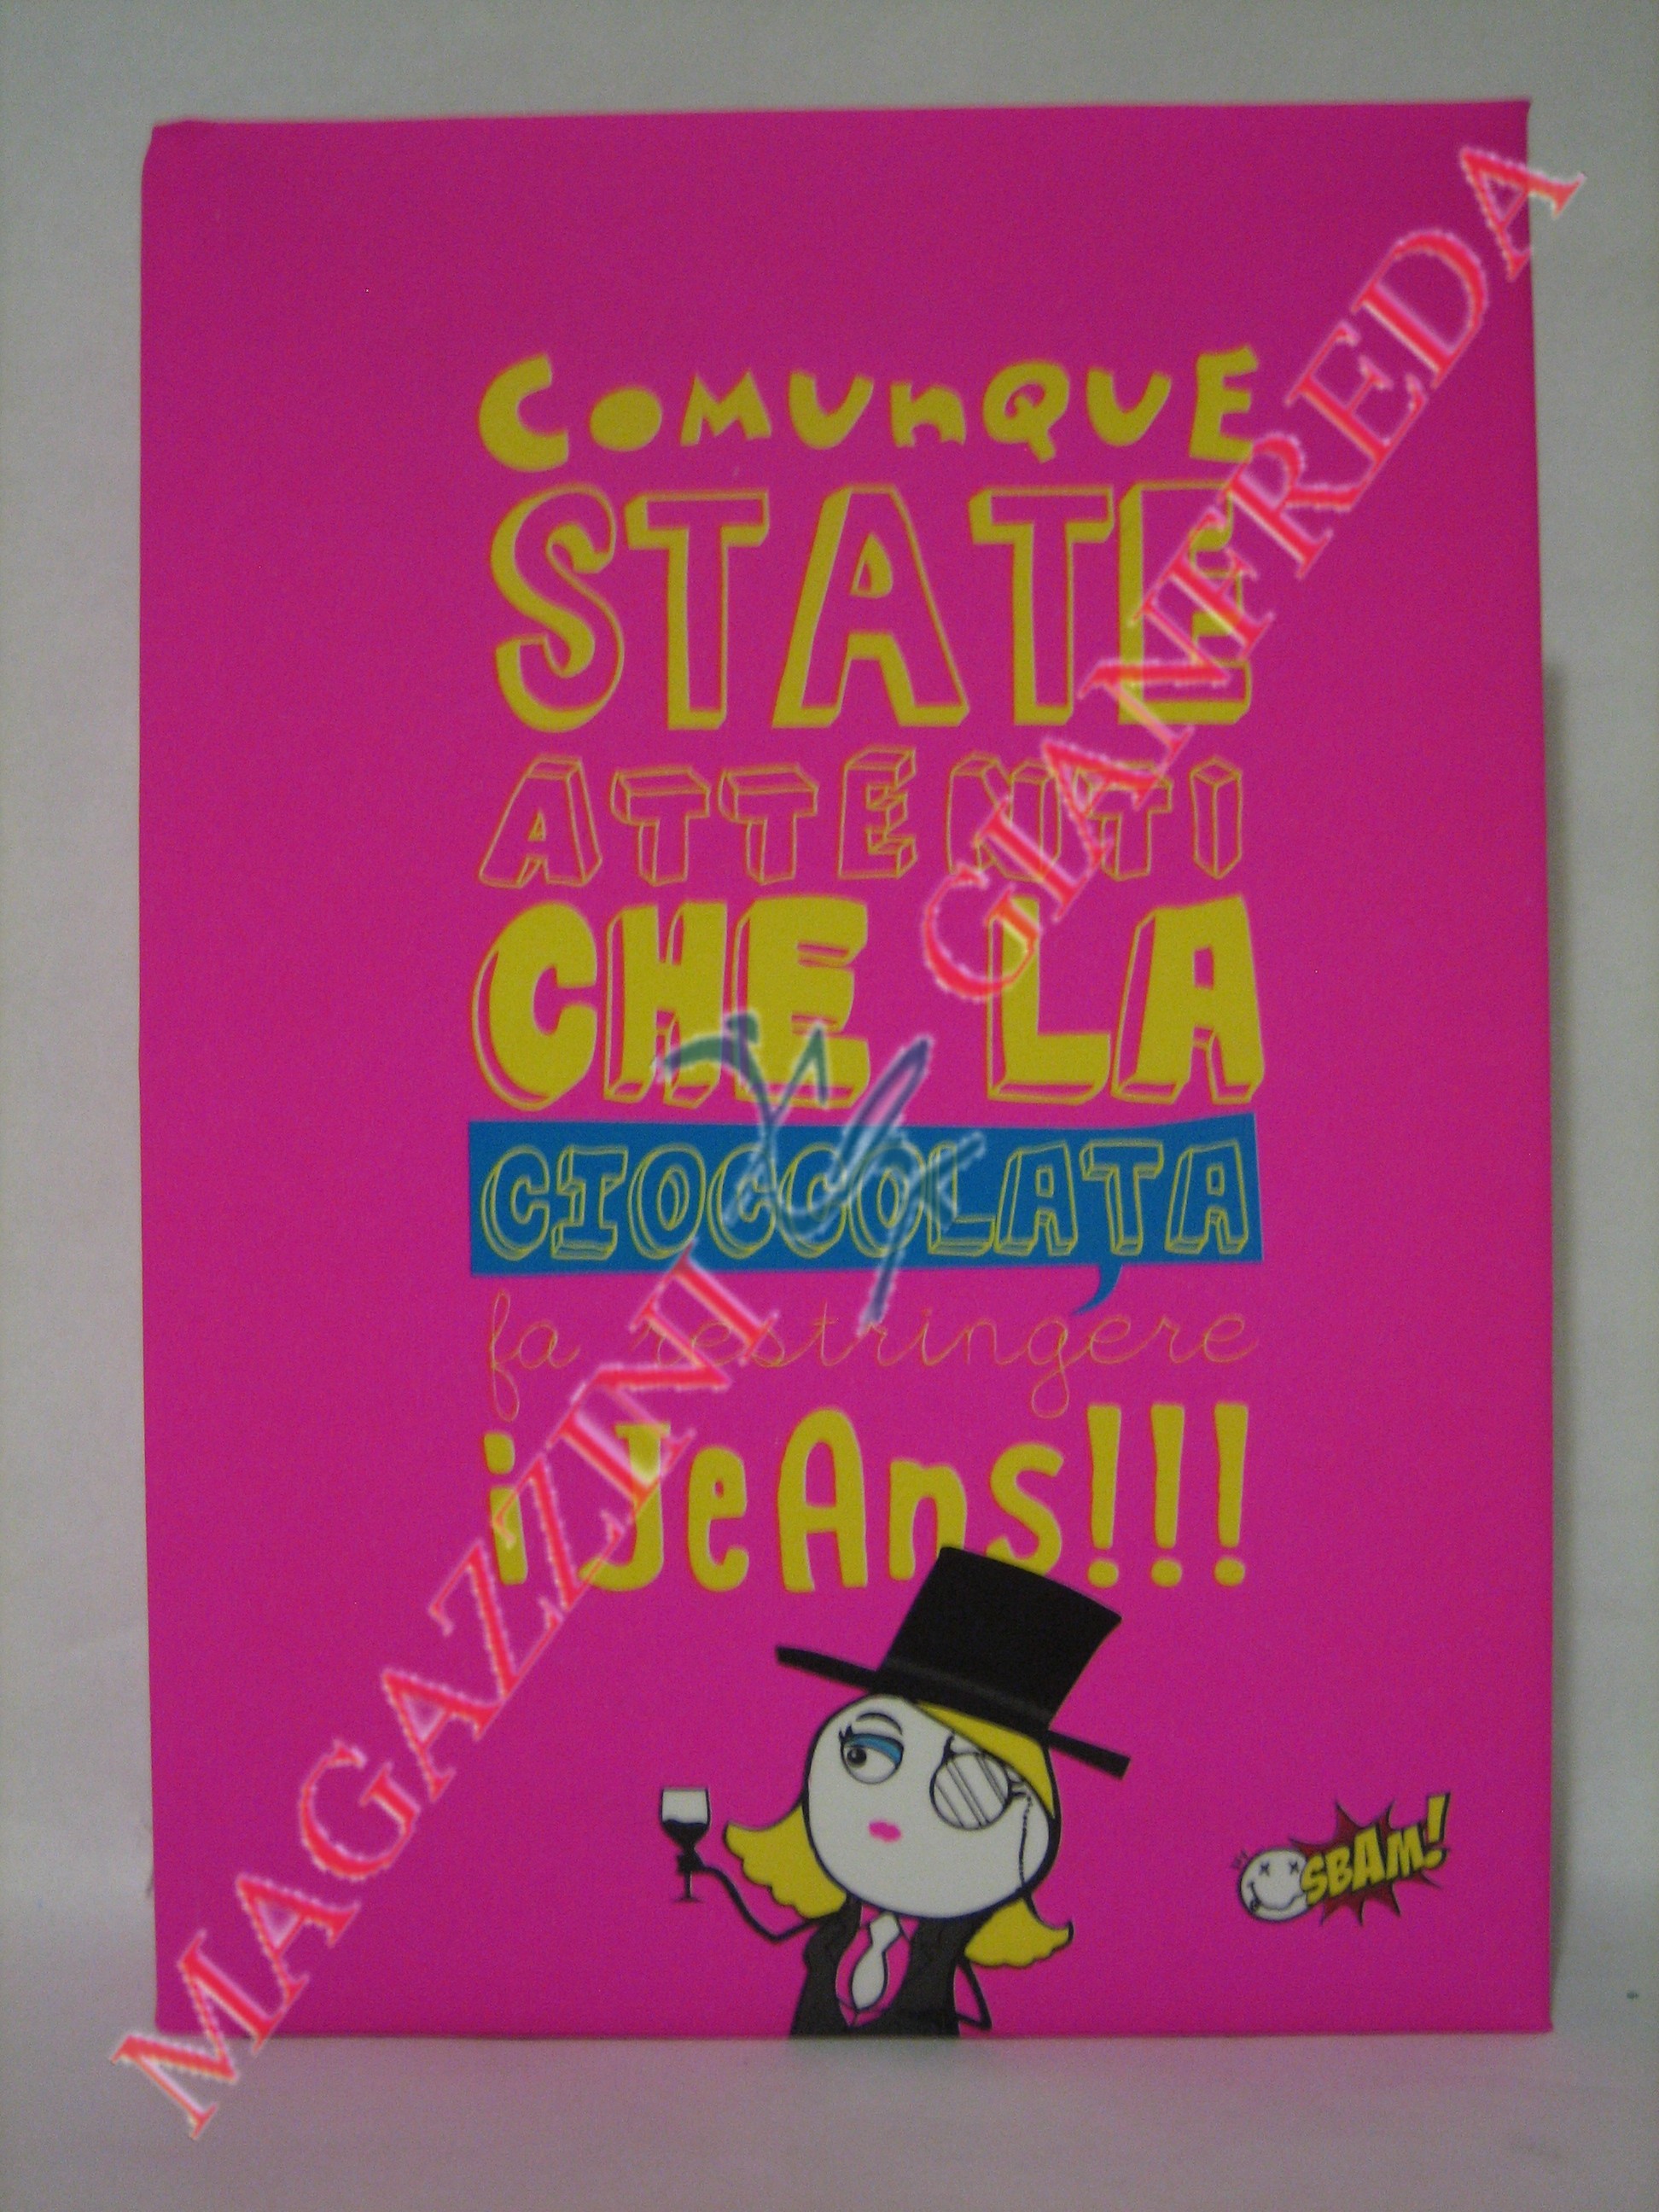 COMUnQUE
STATE
ATTENTI
CHE LA
CIOCCOLATA
fa restringere
i JeAns!!!
SBAM!
MAGAZZINI GIANFREDA